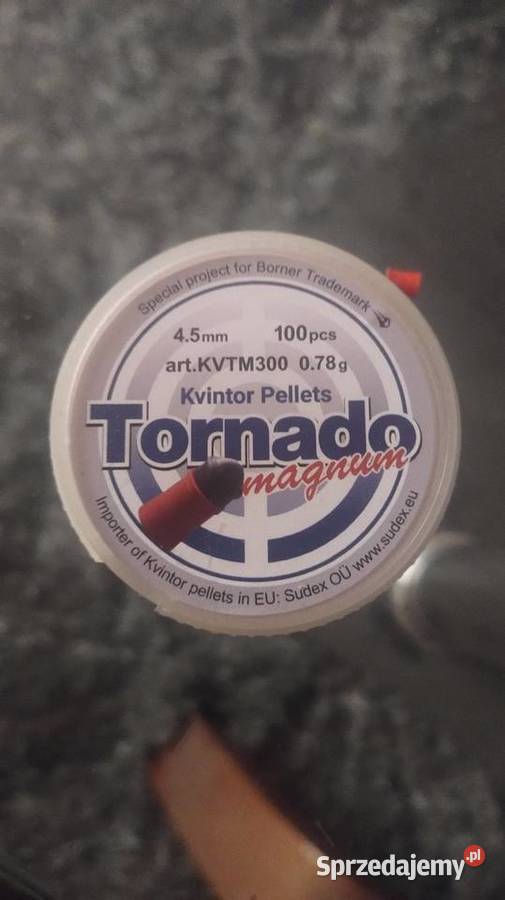 Special project for Borner Trademark
4.5mm 100pcs
art.KVTM300 0.78g
Kvintor Pellets
Tornado
magnum
Importer of Kvintor pellets in EU: Sudex OÜ www.sudex.eu
Sprzedajemy.pl